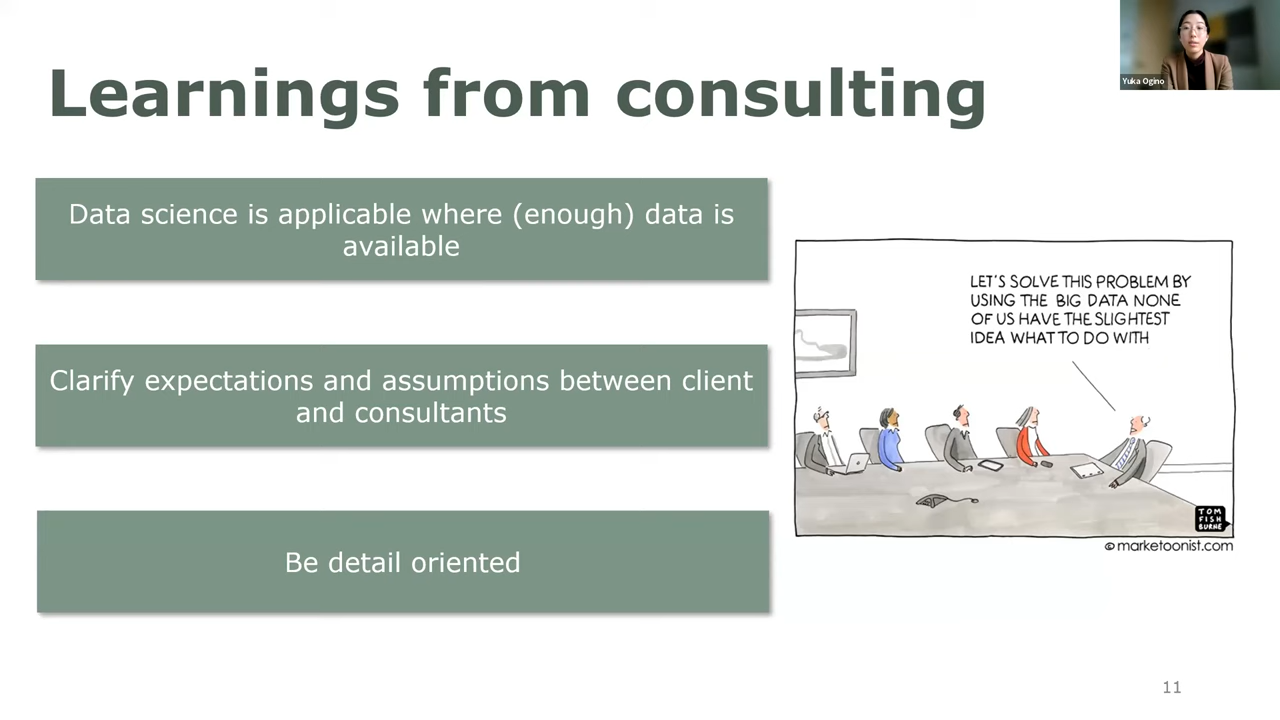 Learnings from consulting
Yuka Ogino
Data science is applicable where (enough) data is
available
Clarify expectations and assumptions between client
and consultants
Be detail oriented
LET'S SOLVE THIS PROBLEM BY
USING THE BIG DATA NONE
OF US HAVE THE SLIGHTEST
IDEA WHAT TO DO WITH
TOM
FISH
BURNE
© marketoonist.com
11